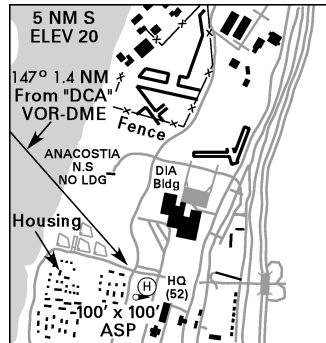 5 NM S
ELEV 20
147° 1.4 NM
From "DCA"
VOR-DME
Fence
ANACOSTIA
N.S
NO LDG
DIA
Bldg
Housing
H
HQ
(52)
100' x 100'
ASP